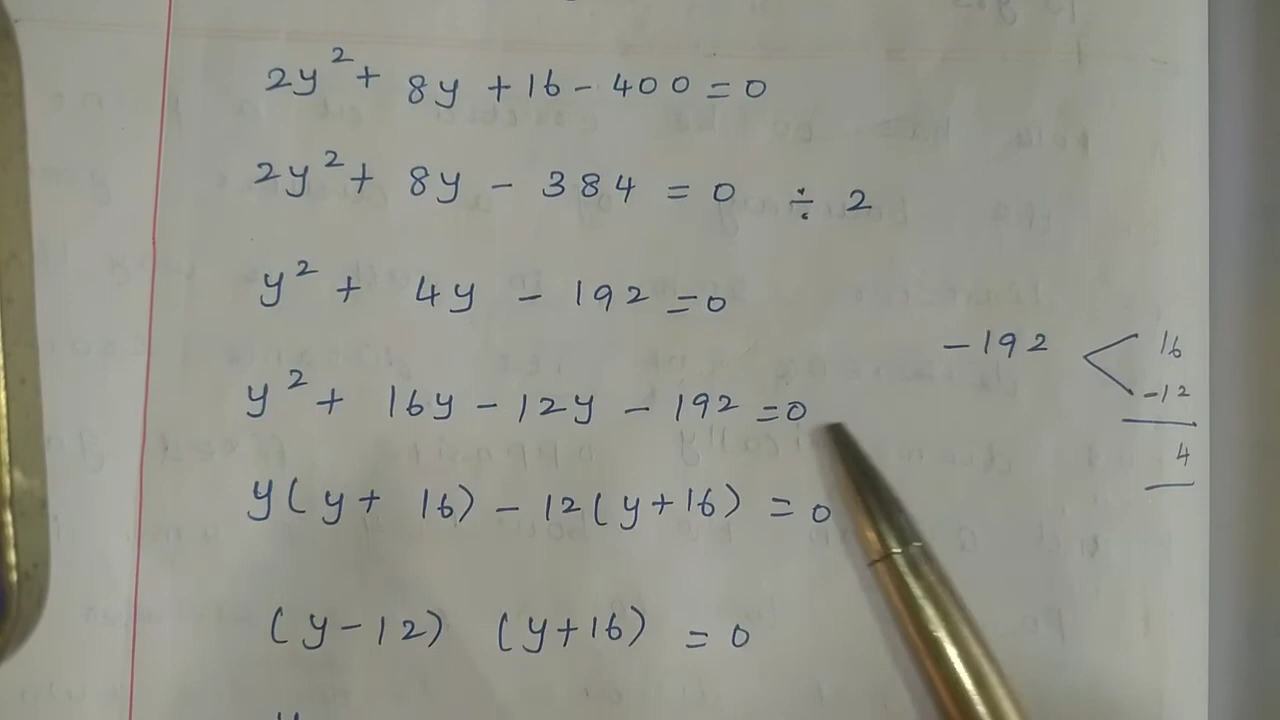 2y² + 8y + 16 - 400 = 0
2y² + 8y - 384 = 0 ÷ 2
y² + 4y - 192 = 0
-192 < 16
-12
4
y² + 16y - 12y - 192 = 0
y(y + 16) - 12(y + 16) = 0
(y - 12) (y + 16) = 0